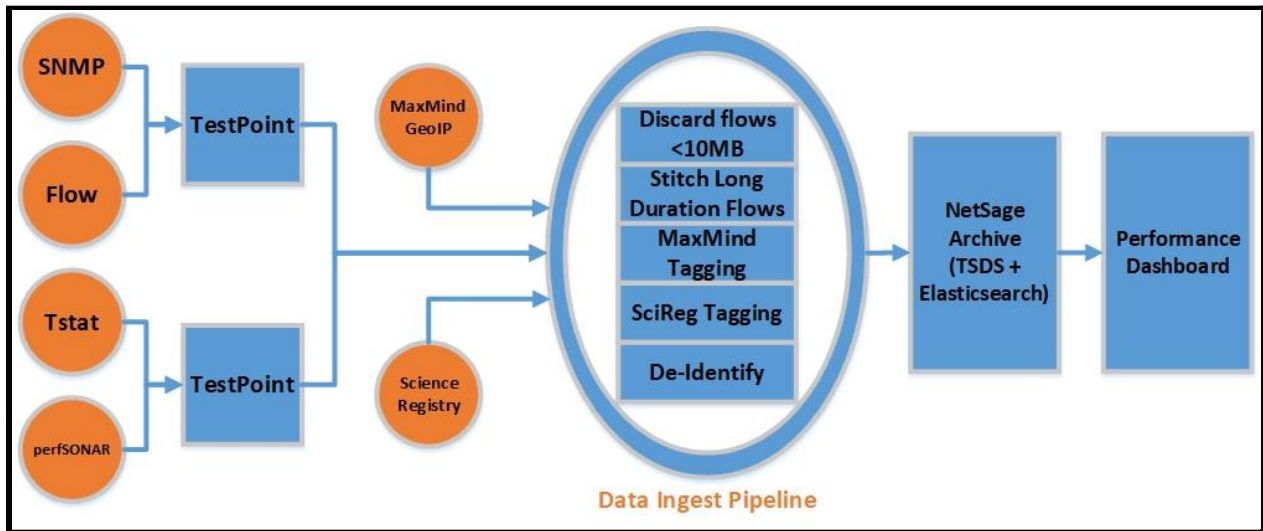 SNMP
Flow
TestPoint
Tstat
perfSONAR
TestPoint
MaxMind
GeoIP
Science
Registry
Discard flows
<10MB
Stitch Long
Duration Flows
MaxMind
Tagging
SciReg Tagging
De-Identify
Data Ingest Pipeline
NetSage
Archive
(TSDS +
Elasticsearch)
Performance
Dashboard